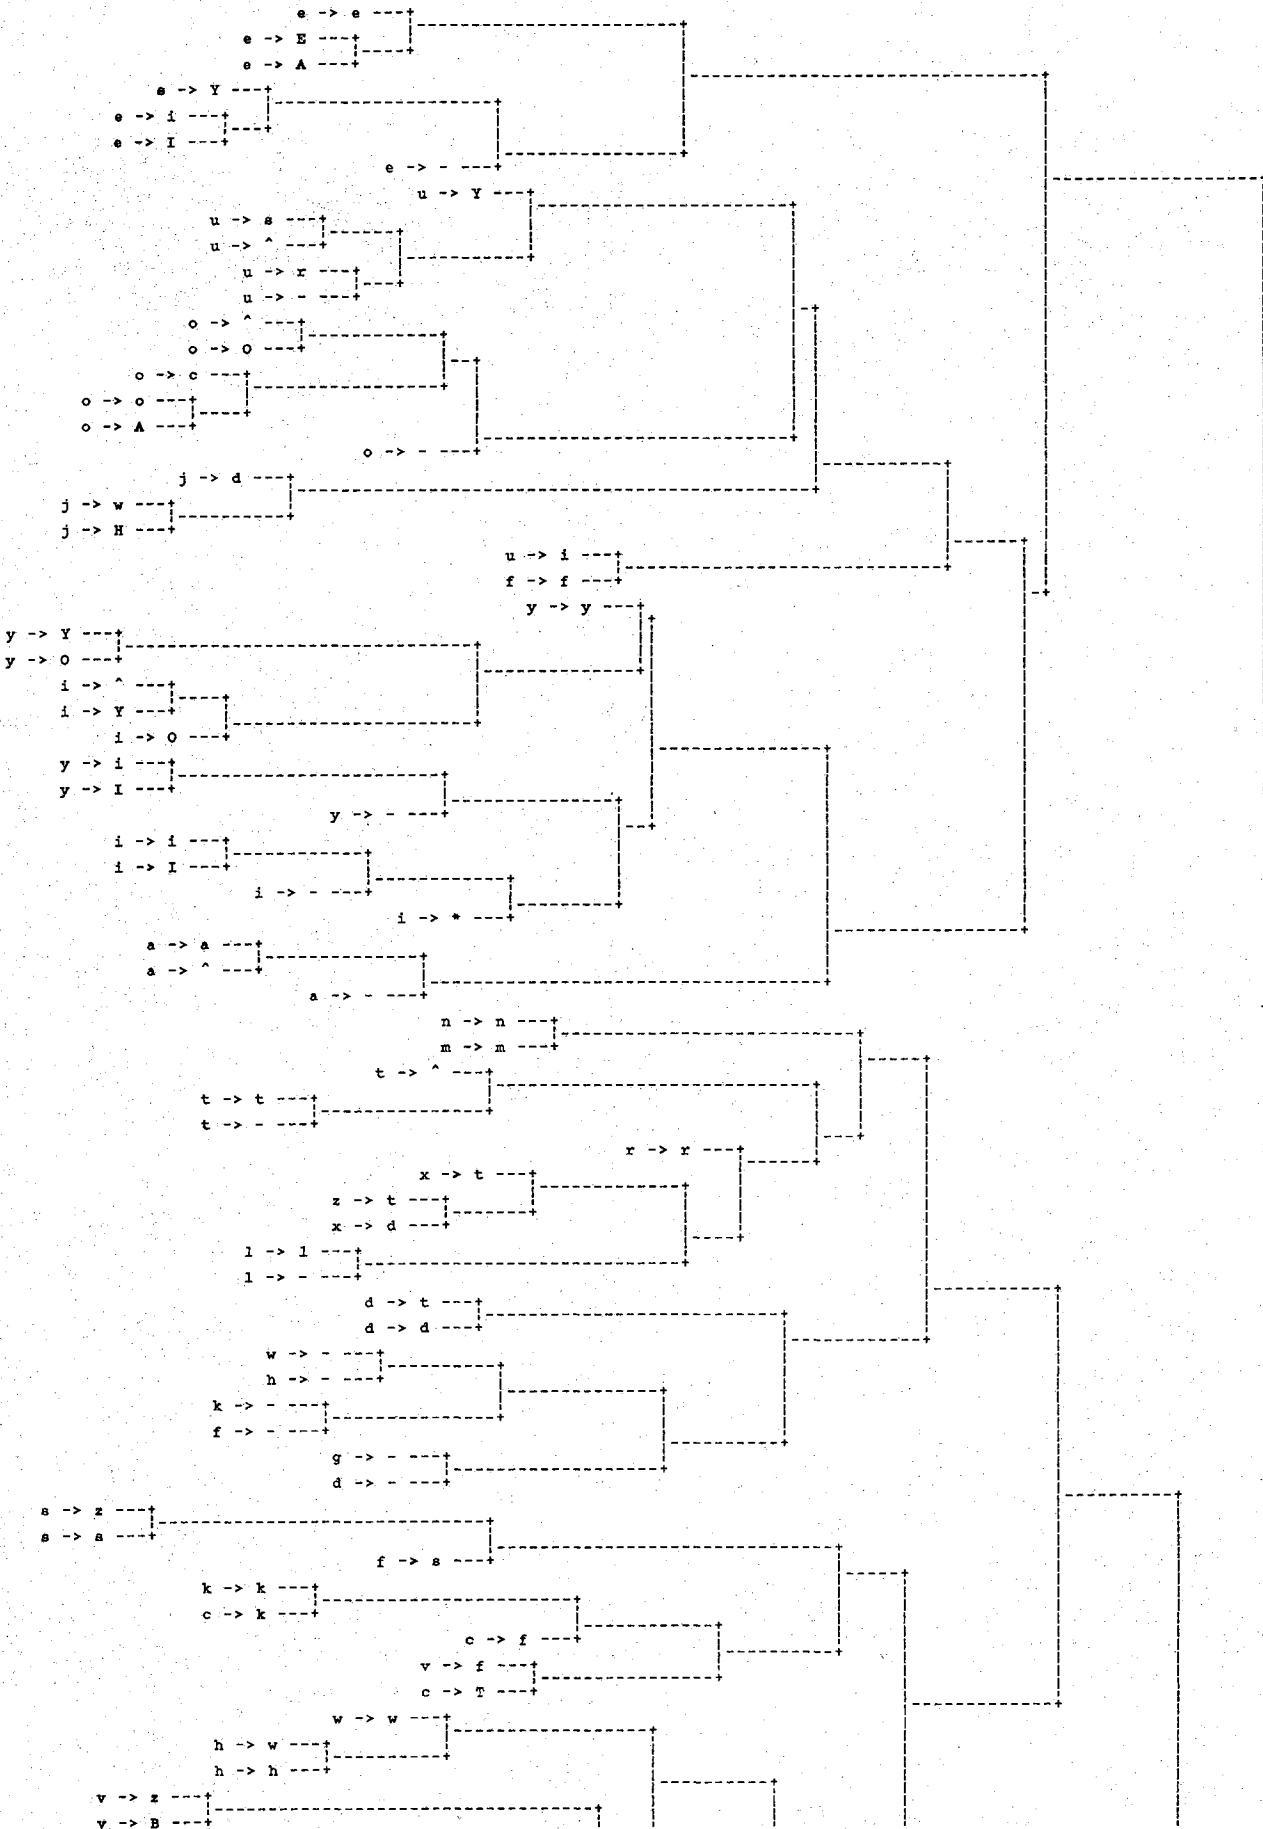 e -> e
e -> E
e -> A
e -> Y
e -> i
e -> I
e -> -
u -> Y
u -> s
u -> ^
u -> r
u -> -
o -> ^
o -> O
o -> c
o -> o
o -> A
o -> -
j -> d
j -> w
j -> H
u -> i
f -> f
y -> y
y -> Y
y -> O
i -> ^
i -> Y
i -> O
y -> i
y -> I
y -> -
i -> i
i -> I
i -> -
i -> *
a -> a
a -> ^
a -> -
n -> n
m -> m
t -> ^
t -> t
t -> -
r -> r
x -> t
z -> t
x -> d
l -> l
l -> -
d -> t
d -> d
w -> -
h -> -
k -> -
f -> -
g -> -
d -> -
s -> z
s -> s
f -> s
k -> k
c -> k
c -> f
v -> f
c -> T
w -> w
h -> w
h -> h
v -> z
v -> B